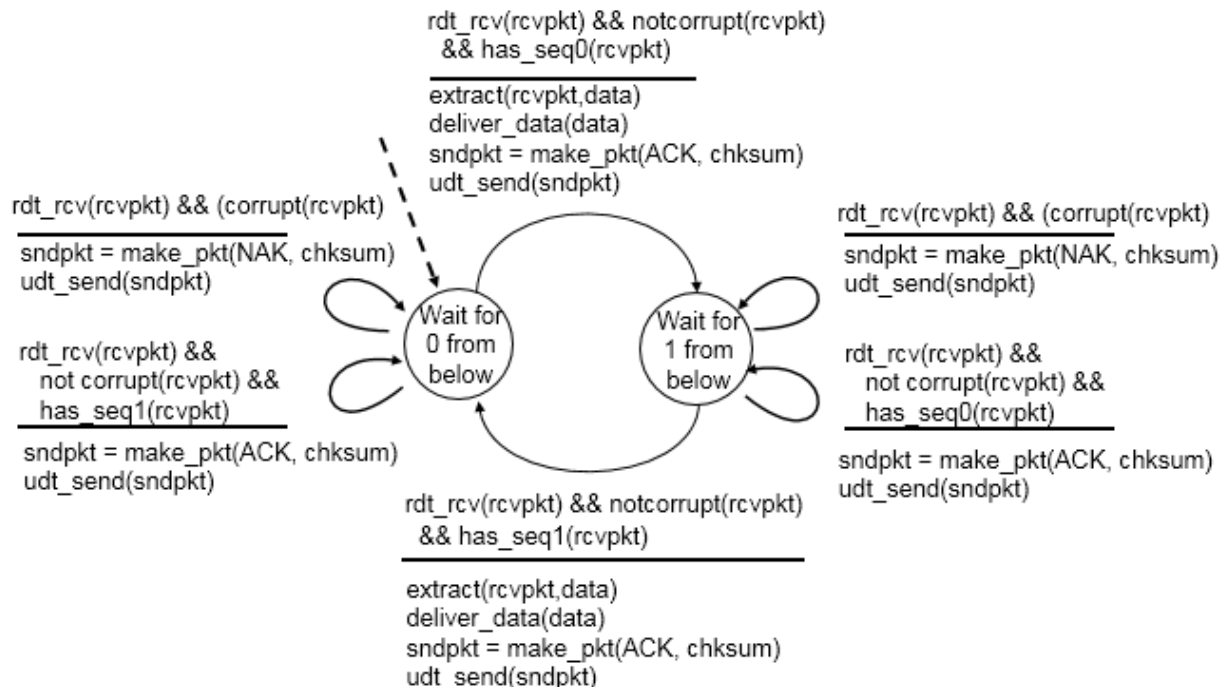 rdt_rcv(rcvpkt) && notcorrupt(rcvpkt)
&& has_seq0(rcvpkt)
extract(rcvpkt,data)
deliver_data(data)
sndpkt = make_pkt(ACK, chksum)
udt_send(sndpkt)
rdt_rcv(rcvpkt) && (corrupt(rcvpkt)
sndpkt = make_pkt(NAK, chksum)
udt_send(sndpkt)
rdt_rcv(rcvpkt) &&
not corrupt(rcvpkt) &&
has_seq1(rcvpkt)
sndpkt = make_pkt(ACK, chksum)
udt_send(sndpkt)
Wait for
0 from
below
Wait for
1 from
below
rdt_rcv(rcvpkt) && (corrupt(rcvpkt)
sndpkt = make_pkt(NAK, chksum)
udt_send(sndpkt)
rdt_rcv(rcvpkt) &&
not corrupt(rcvpkt) &&
has_seq0(rcvpkt)
sndpkt = make_pkt(ACK, chksum)
udt_send(sndpkt)
rdt_rcv(rcvpkt) && notcorrupt(rcvpkt)
&& has_seq1(rcvpkt)
extract(rcvpkt,data)
deliver_data(data)
sndpkt = make_pkt(ACK, chksum)
udt_send(sndpkt)